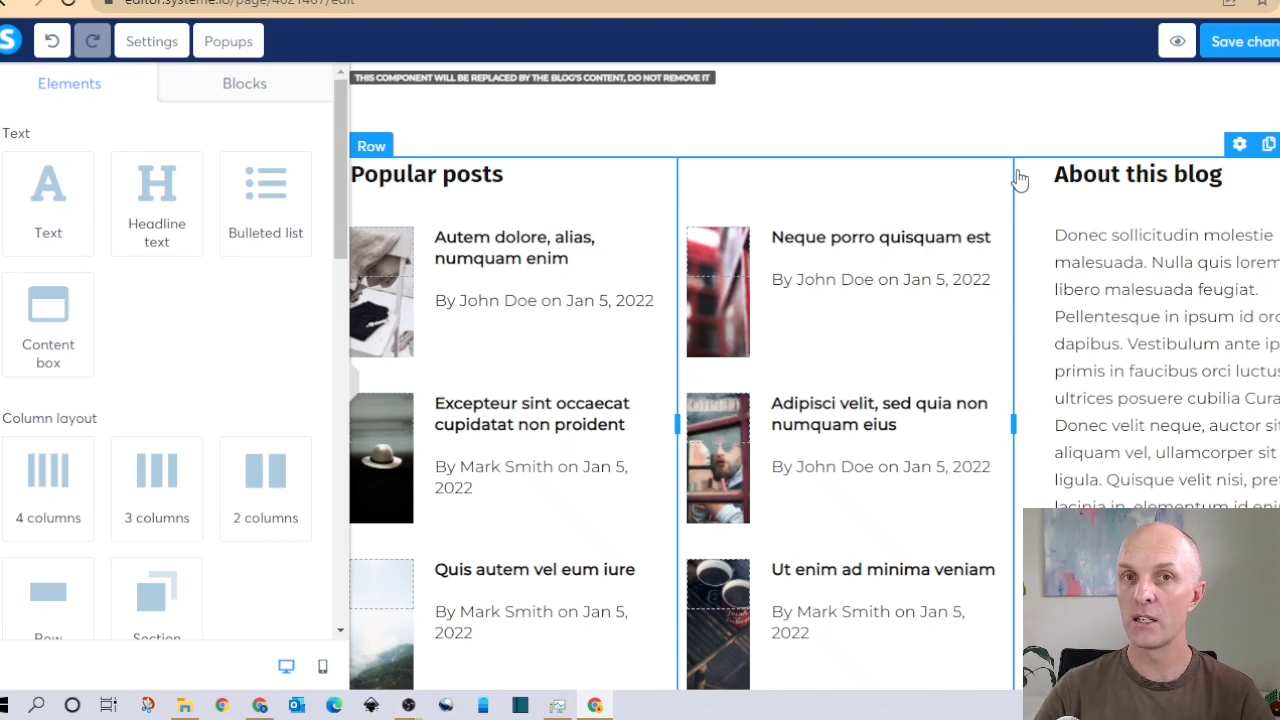 S
Settings
Popups
Save chan
Elements
Blocks
Text
Text
Headline
text
Bulleted list
Content
box
Column layout
4 columns
3 columns
2 columns
Row
Section
THIS COMPONENT WILL BE REPLACED BY THE BLOG'S CONTENT, DO NOT REMOVE IT
Row
Popular posts
Autem dolore, alias,
numquam enim
By John Doe on Jan 5, 2022
Excepteur sint occaecat
cupidatat non proident
By Mark Smith on Jan 5,
2022
Quis autem vel eum iure
By Mark Smith on Jan 5,
2022
Neque porro quisquam est
By John Doe on Jan 5, 2022
Adipisci velit, sed quia non
numquam eius
By John Doe on Jan 5, 2022
Ut enim ad minima veniam
By Mark Smith on Jan 5,
2022
About this blog
Donec sollicitudin molestie
malesuada. Nulla quis lorem
libero malesuada feugiat.
Pellentesque in ipsum id orc
dapibus. Vestibulum ante ip
primis in faucibus orci luctus
ultrices posuere cubilia Cura
Donec velit neque, auctor sit
aliquam vel, ullamcorper sit
ligula. Quisque velit nisi, pret
lacinia in, elementum id enim